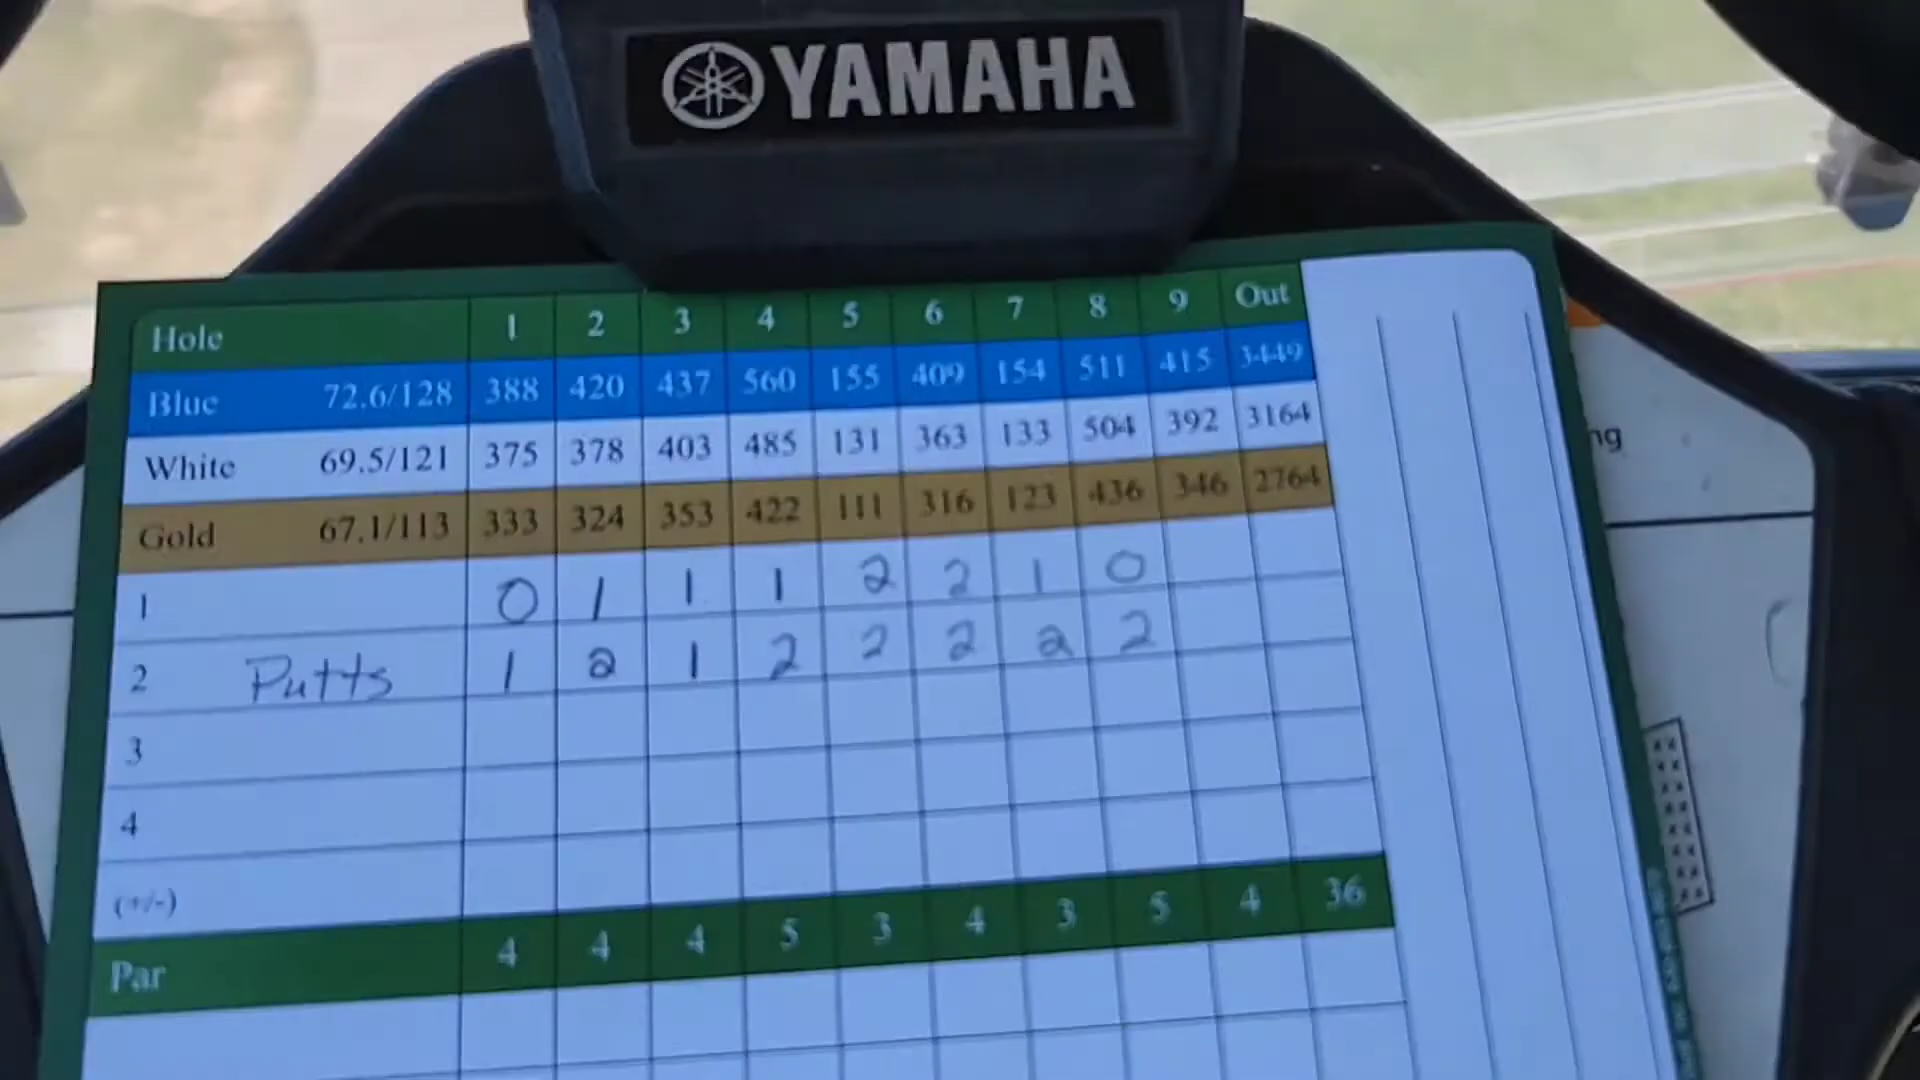 YAMAHA
Hole 1 2 3 4 5 6 7 8 9 Out
Blue 72.6/128 388 420 437 560 155 409 154 511 415 3449
White 69.5/121 375 378 403 485 131 363 133 504 392 3164
ng
Gold 67.1/113 333 324 353 422 111 316 123 436 346 2764
1 0 1 1 1 2 2 1 0
2 Putts 1 2 1 2 2 2 2 2
3
4
(+/-)
Par 4 4 4 5 3 4 3 5 4 36